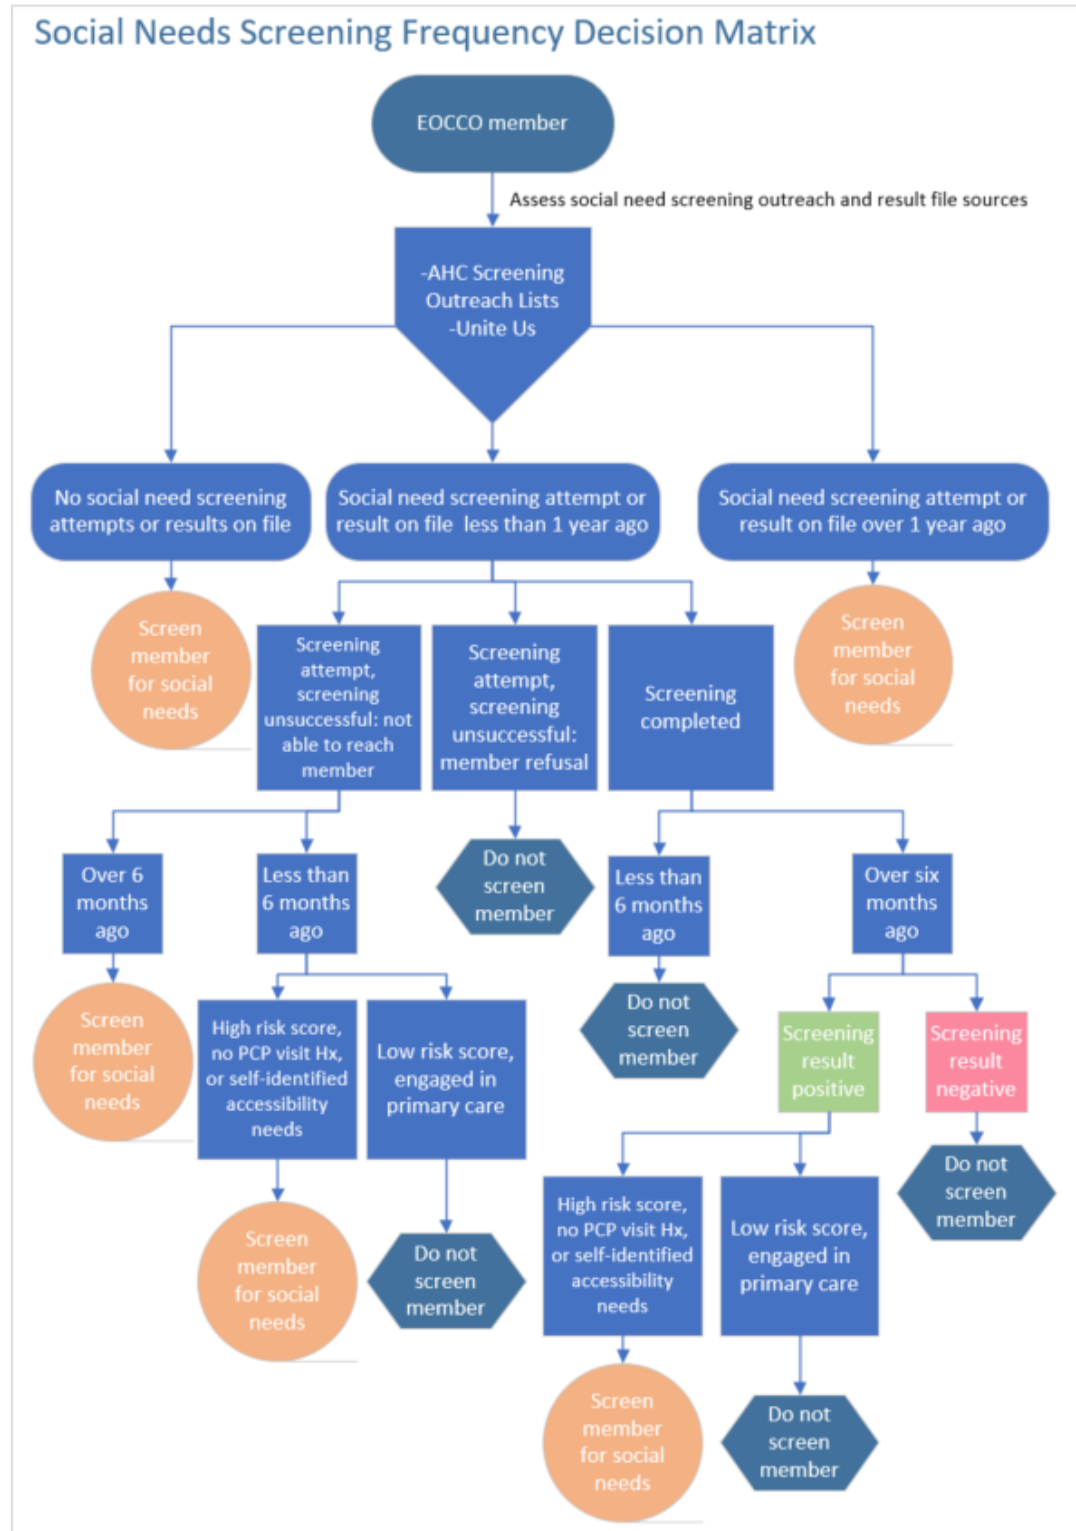 Social Needs Screening Frequency Decision Matrix
EOCCO member
Assess social need screening outreach and result file sources
-AHC Screening
Outreach Lists
-Unite Us
No social need screening
attempts or results on file
Social need screening attempt or
result on file less than 1 year ago
Social need screening attempt or
result on file over 1 year ago
Screen
member
for social
needs
Screening
attempt,
screening
unsuccessful: not
able to reach
member
Screening
attempt,
screening
unsuccessful:
member refusal
Screening
completed
Screen
member
for social
needs
Over 6
months
ago
Less than
6 months
ago
Do not
screen
member
Less than
6 months
ago
Over six
months
ago
Screen
member
for social
needs
High risk score,
no PCP visit Hx,
or self-identified
accessibility
needs
Low risk score,
engaged in
primary care
Do not
screen
member
Screening
result
positive
Screening
result
negative
Screen
member
for social
needs
Do not
screen
member
High risk score,
no PCP visit Hx,
or self-identified
accessibility
needs
Low risk score,
engaged in
primary care
Do not
screen
member
Screen
member
for social
needs
Do not
screen
member